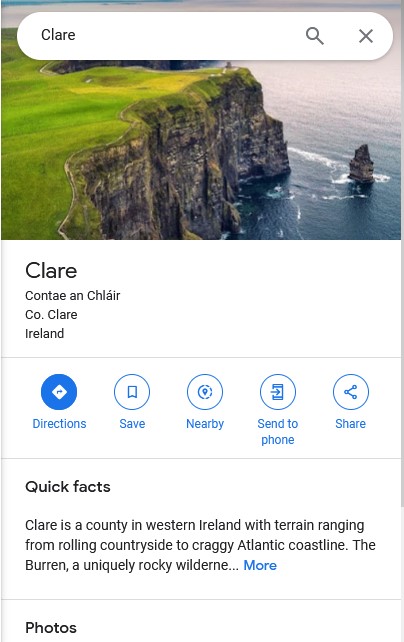 Clare
Clare
Contae an Chláir
Co. Clare
Ireland
Directions
Save
Nearby
Send to
phone
Share
Quick facts
Clare is a county in western Ireland with terrain ranging
from rolling countryside to craggy Atlantic coastline. The
Burren, a uniquely rocky wilderne... More
Photos